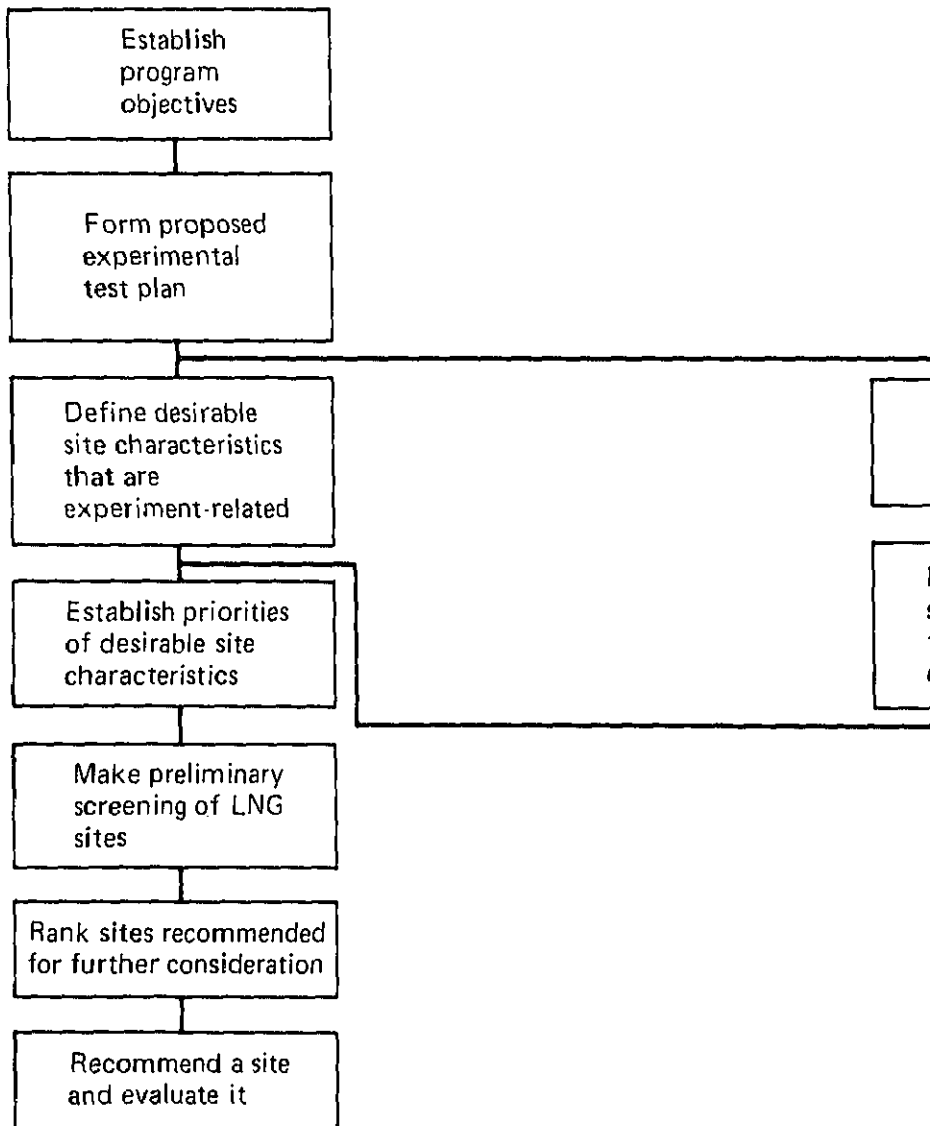 Establish
program
objectives
Form proposed
experimental
test plan
Define desirable
site characteristics
that are
experiment-related
Establish priorities
of desirable site
characteristics
Make preliminary
screening of LNG
sites
Rank sites recommended
for further consideration
Recommend a site
and evaluate it